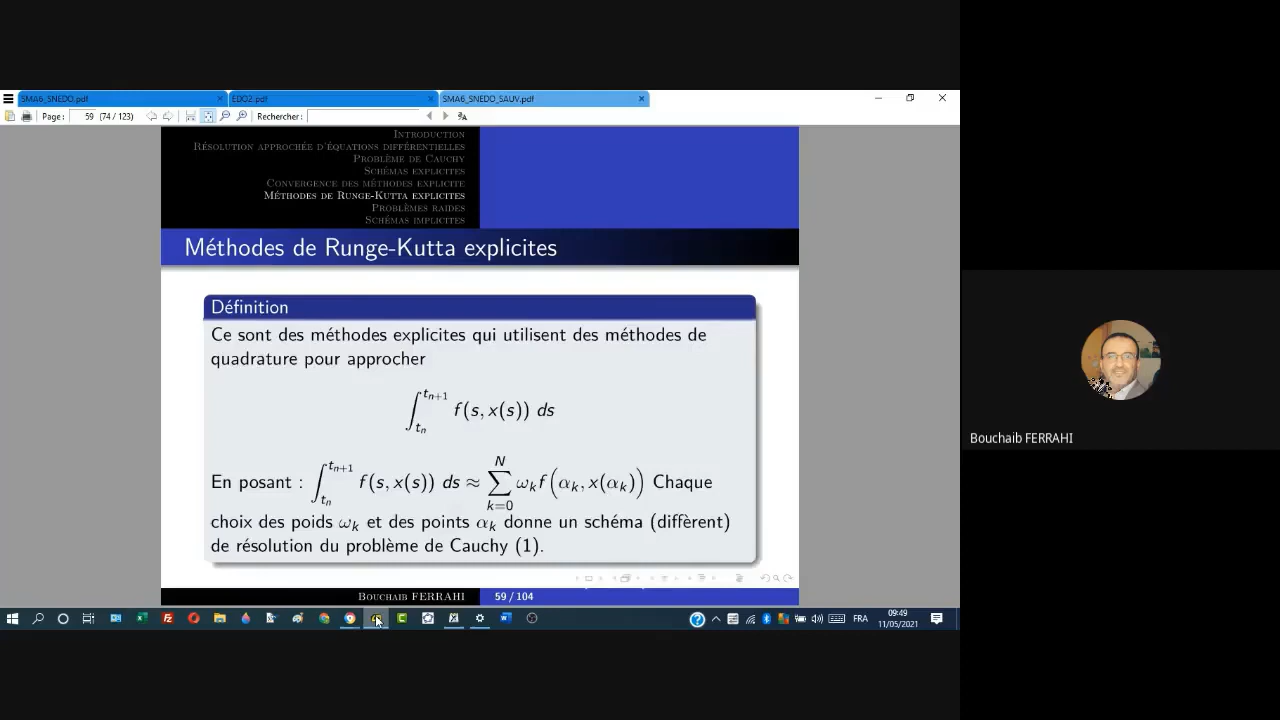 SMA6_SNEDO.pdf
EDO2.pdf
SMA6_SNEDO_SAUV.pdf
Page: 59 (74 / 123) Rechercher:
Introduction
Résolution approchée d'équations différentielles
Problème de Cauchy
Schémas explicites
Convergence des méthodes explicite
Méthodes de Runge-Kutta explicites
Problèmes raides
Schémas implicites
Méthodes de Runge-Kutta explicites
Définition
Ce sont des méthodes explicites qui utilisent des méthodes de
quadrature pour approcher
∫_{t_n}^{t_{n+1}} f(s, x(s)) ds
En posant : ∫_{t_n}^{t_{n+1}} f(s, x(s)) ds ≈ ∑_{k=0}^{N} ω_k f(α_k, x(α_k)) Chaque
choix des poids ω_k et des points α_k donne un schéma (diffèrent)
de résolution du problème de Cauchy (1).
Bouchaib FERRAHI 59 / 104
FRA
09:49
11/05/2021
Bouchaib FERRAHI